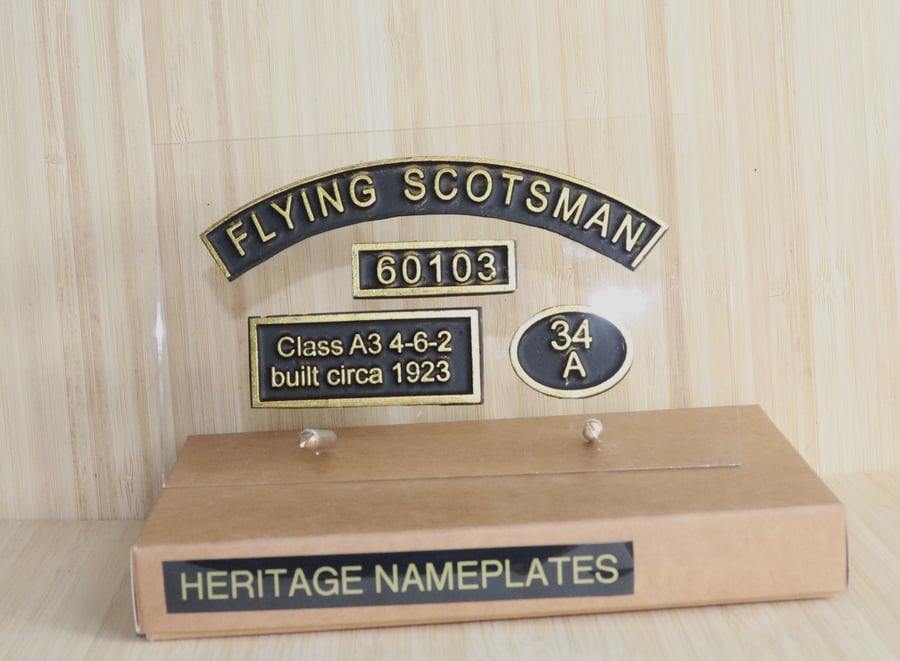 FLYING SCOTSMAN
60103
Class A3 4-6-2
built circa 1923
34
A
HERITAGE NAMEPLATES